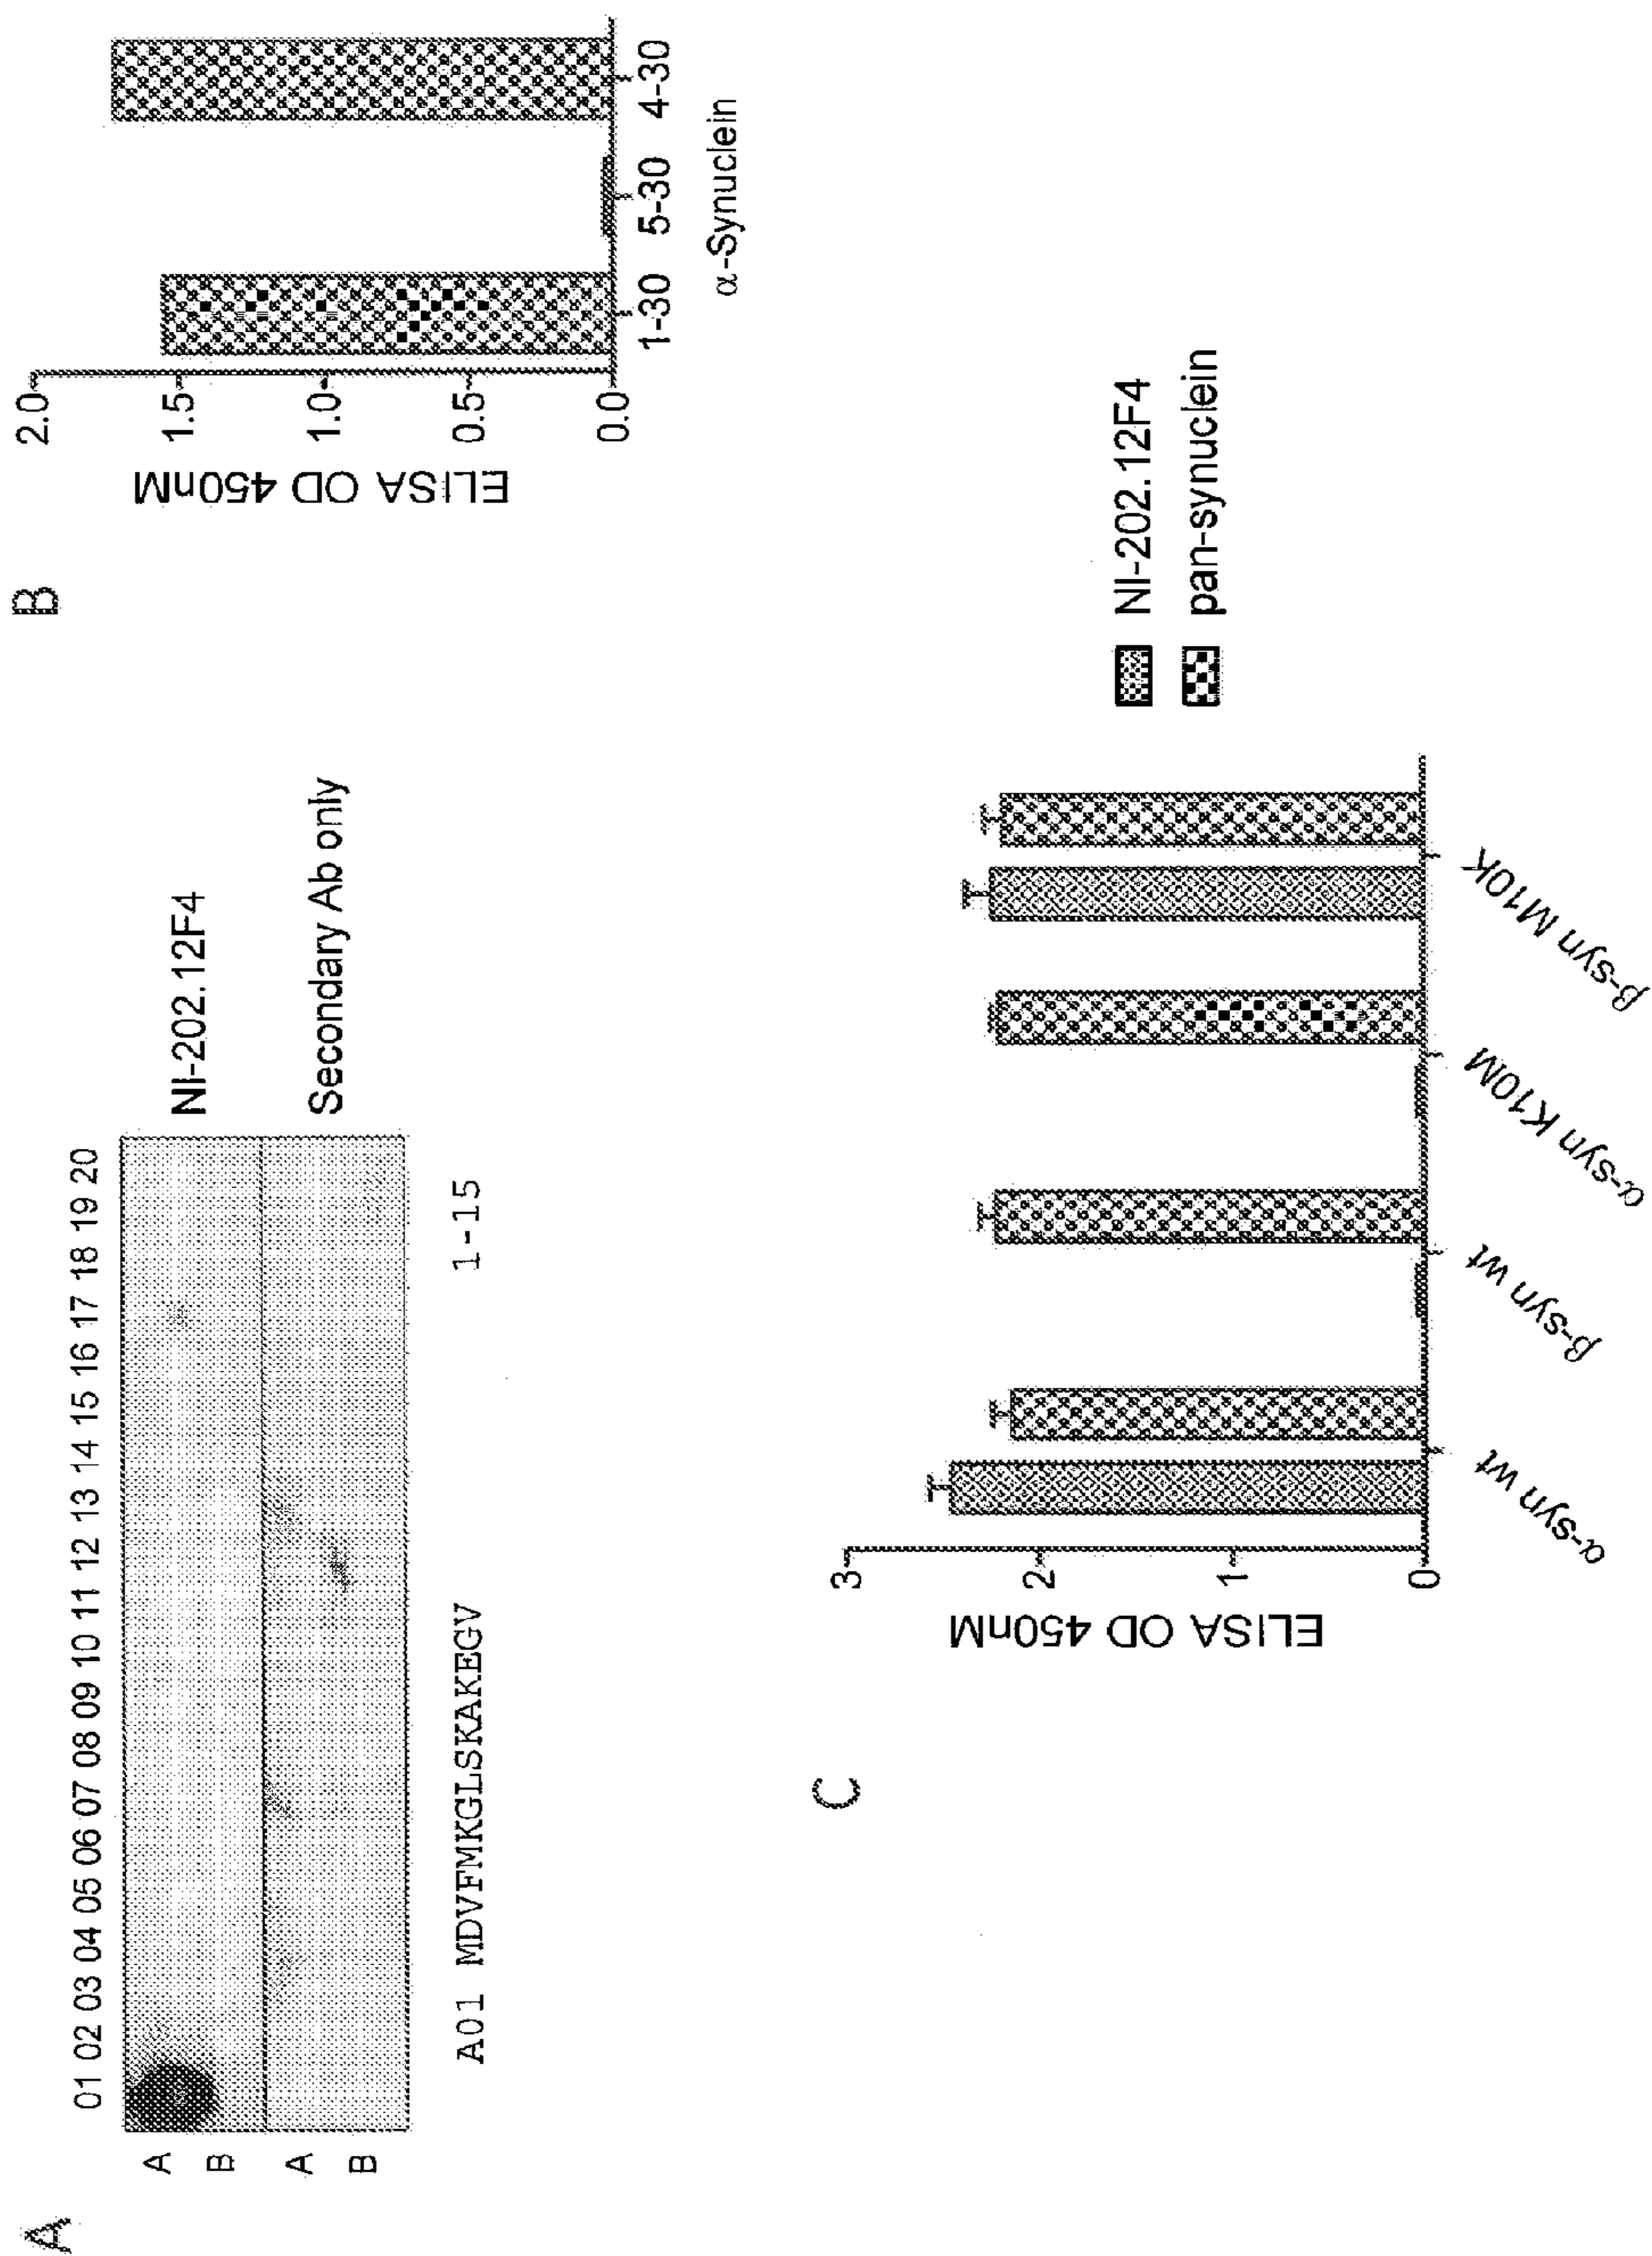 A
01 02 03 04 05 06 07 08 09 10 11 12 13 14 15 16 17 18 19 20
A
B
NI-202.12F4
A
B
Secondary Ab only
A01 MDVFMKGLSKAKEGV 1-15
B
ELISA OD 450nM
2.0
1.5
1.0
0.5
0.0
1-30 5-30 4-30
α-Synuclein
C
ELISA OD 450nM
3
2
1
0
α-syn wt
β-syn wt
α-syn K10M
β-syn M10K
NI-202.12F4
pan-synuclein